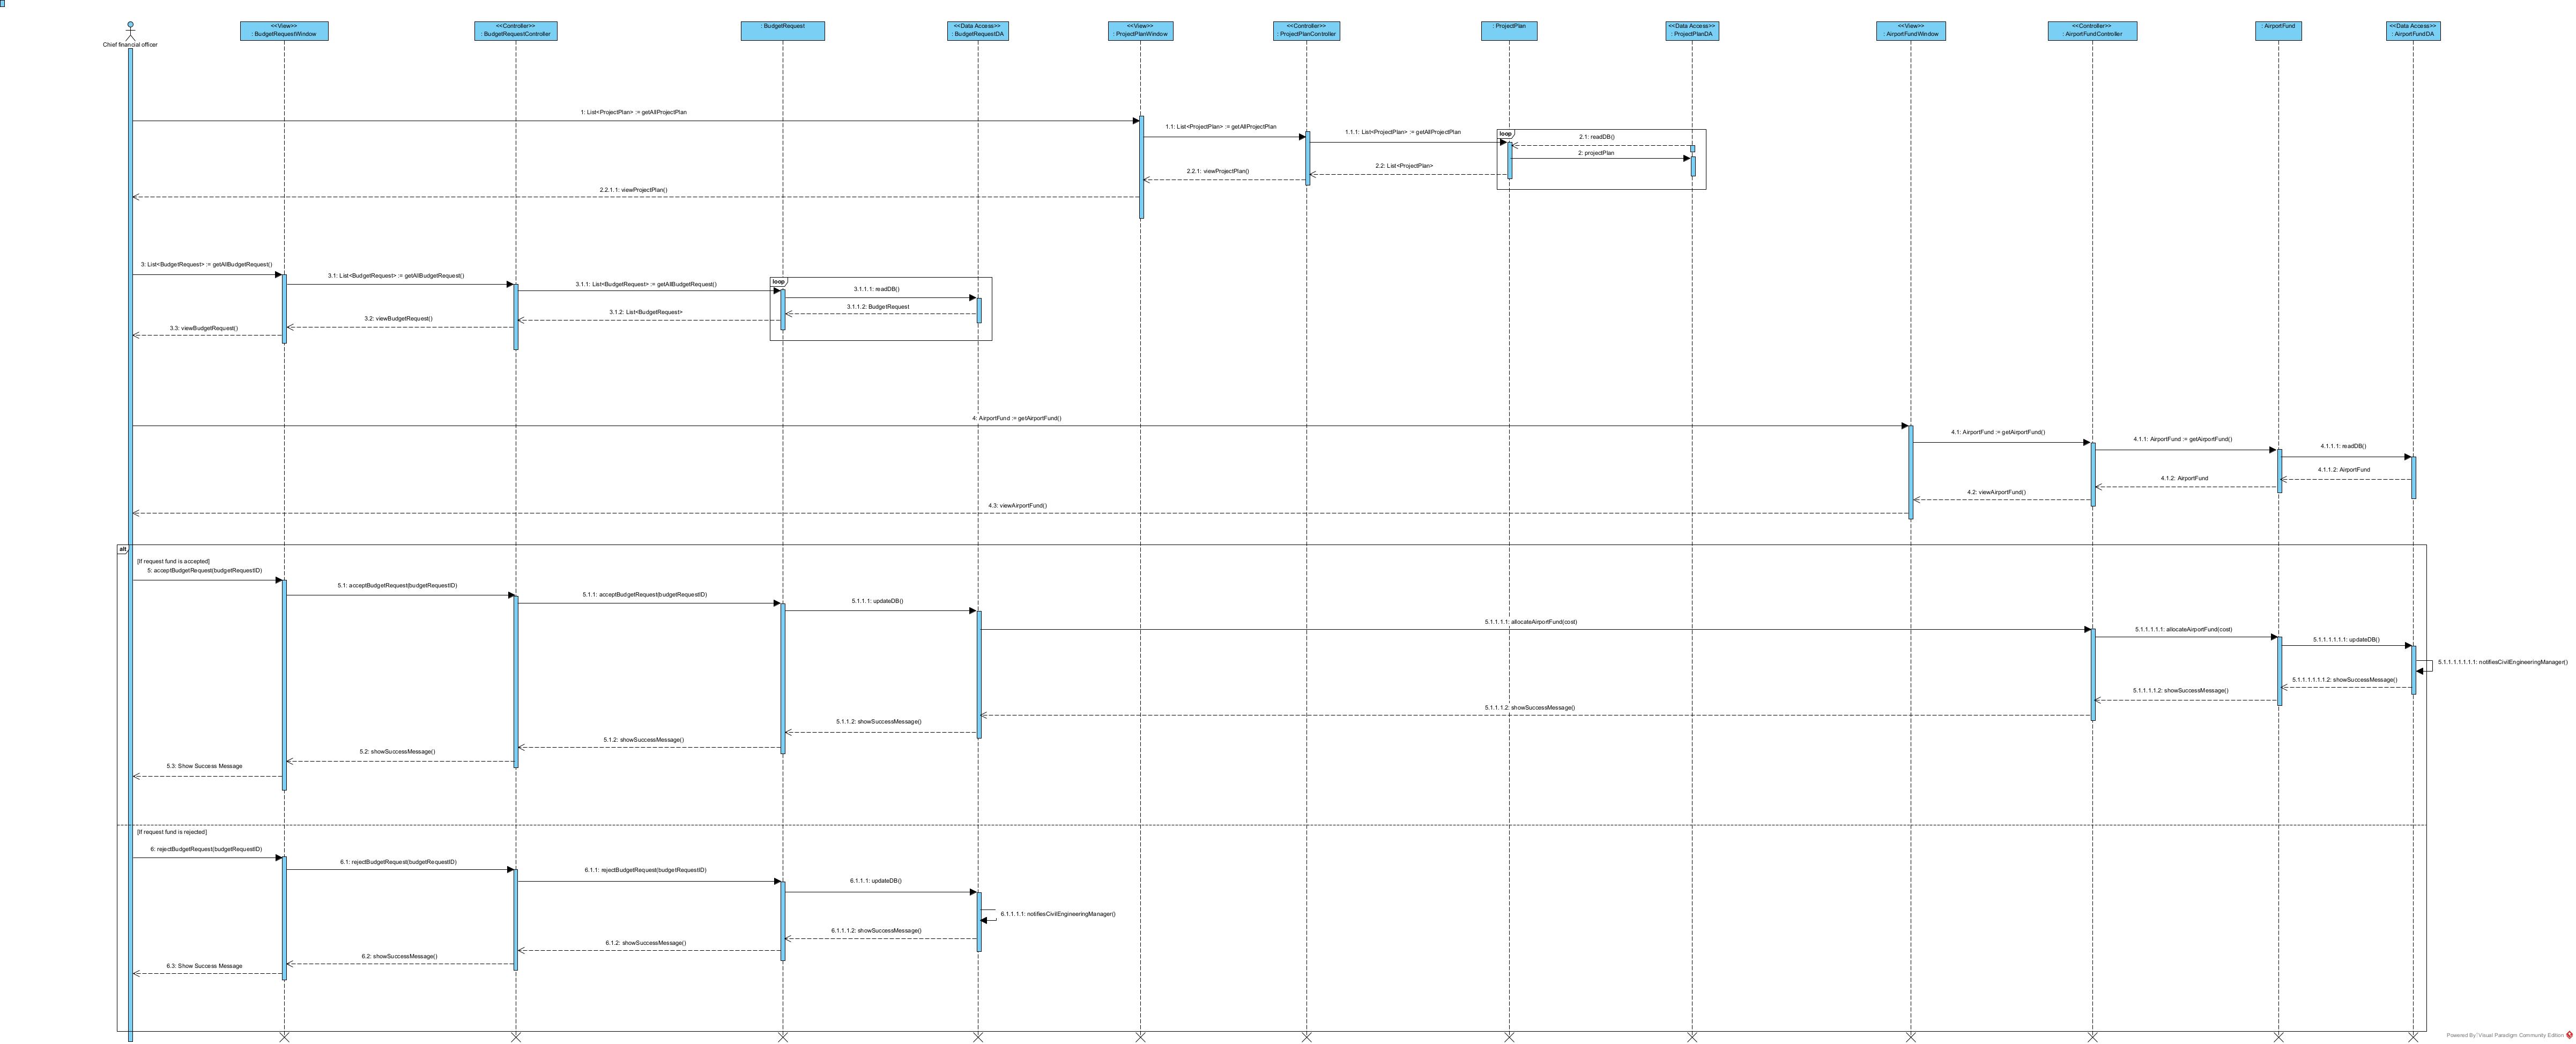 <<View>>
: BudgetRequestWindow
<<Controller>>
: BudgetRequestController
: BudgetRequest
<<Data Access>>
: BudgetRequestDA
<<View>>
: ProjectPlanWindow
<<Controller>>
: ProjectPlanController
: ProjectPlan
<<Data Access>>
: ProjectPlanDA
<<View>>
: AirportFundWindow
<<Controller>>
: AirportFundController
: AirportFund
<<Data Access>>
: AirportFundDA
Chief financial officer
1: List<ProjectPlan> := getAllProjectPlan
1.1: List<ProjectPlan> := getAllProjectPlan
1.1.1: List<ProjectPlan> := getAllProjectPlan
loop
2.1: readDB()
2: projectPlan
2.2: List<ProjectPlan>
2.2.1: viewProjectPlan()
2.2.1.1: viewProjectPlan()
3: List<BudgetRequest> := getAllBudgetRequest()
3.1: List<BudgetRequest> := getAllBudgetRequest()
3.1.1: List<BudgetRequest> := getAllBudgetRequest()
loop
3.1.1.1: readDB()
3.1.1.2: BudgetRequest
3.1.2: List<BudgetRequest>
3.2: viewBudgetRequest()
3.3: viewBudgetRequest()
4: AirportFund := getAirportFund()
4.1: AirportFund := getAirportFund()
4.1.1: AirportFund := getAirportFund()
4.1.1.1: readDB()
4.1.1.2: AirportFund
4.1.2: AirportFund
4.2: viewAirportFund()
4.3: viewAirportFund()
alt
[If request fund is accepted]
5: acceptBudgetRequest(budgetRequestID)
5.1: acceptBudgetRequest(budgetRequestID)
5.1.1: acceptBudgetRequest(budgetRequestID)
5.1.1.1: updateDB()
5.1.1.1.1: allocateAirportFund(cost)
5.1.1.1.1.1: allocateAirportFund(cost)
5.1.1.1.1.1.1: updateDB()
5.1.1.1.1.1.1.1: notifiesCivilEngineeringManager()
5.1.1.1.1.1.1.2: showSuccessMessage()
5.1.1.1.1.2: showSuccessMessage()
5.1.1.1.2: showSuccessMessage()
5.1.1.2: showSuccessMessage()
5.1.2: showSuccessMessage()
5.2: showSuccessMessage()
5.3: Show Success Message
[If request fund is rejected]
6: rejectBudgetRequest(budgetRequestID)
6.1: rejectBudgetRequest(budgetRequestID)
6.1.1: rejectBudgetRequest(budgetRequestID)
6.1.1.1: updateDB()
6.1.1.1.1: notifiesCivilEngineeringManager()
6.1.1.1.2: showSuccessMessage()
6.1.2: showSuccessMessage()
6.2: showSuccessMessage()
6.3: Show Success Message
Powered By Visual Paradigm Community Edition